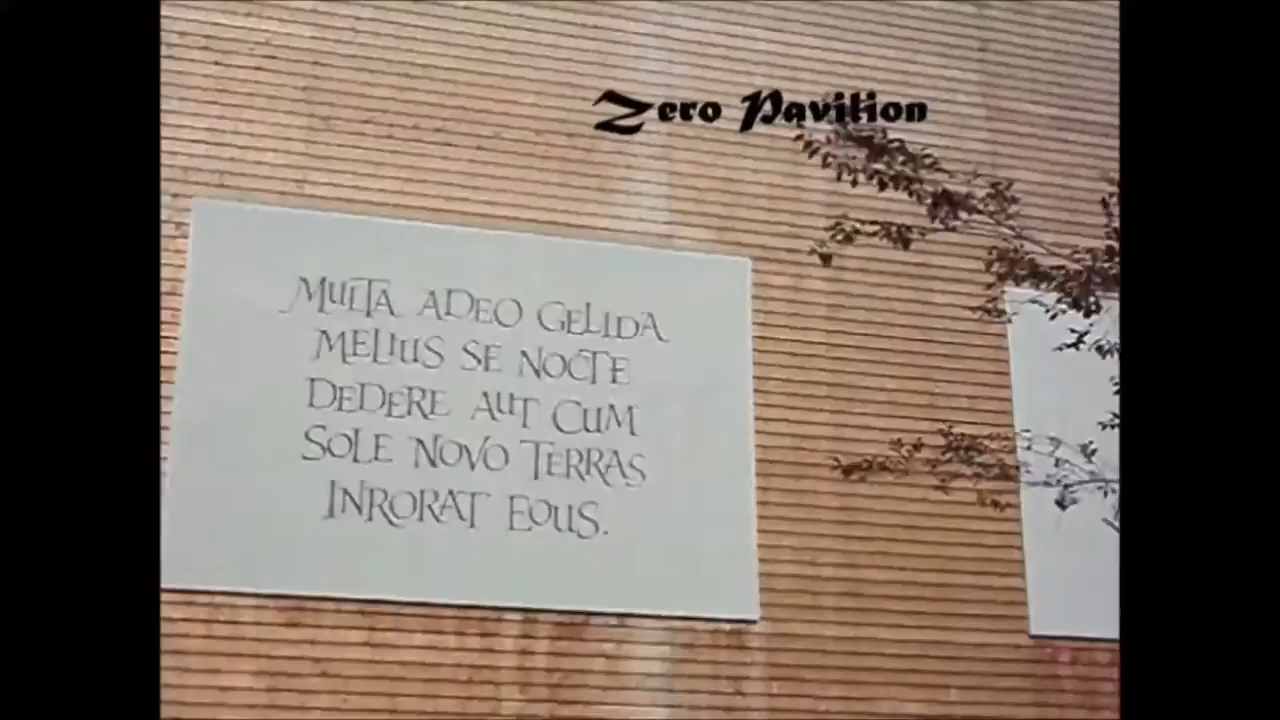 Zero Pavilion
MULTA ADEO GELIDA
MELIUS SE NOCTE
DEDERE AUT CUM
SOLE NOVO TERRAS
INRORAT EOUS.